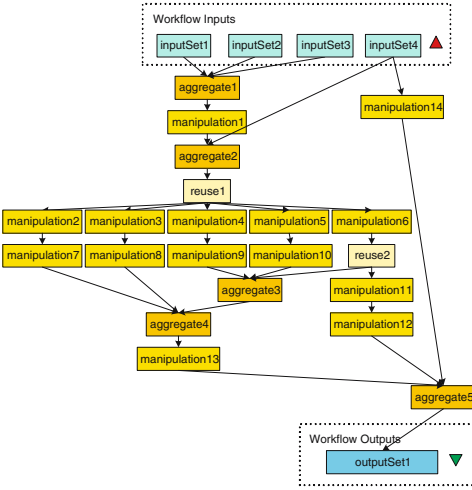 Workflow Inputs
inputSet1 inputSet2 inputSet3 inputSet4
aggregate1
manipulation14
manipulation1
aggregate2
reuse1
manipulation2 manipulation3 manipulation4 manipulation5 manipulation6
manipulation7 manipulation8 manipulation9 manipulation10 reuse2
aggregate3 manipulation11
aggregate4 manipulation12
manipulation13
aggregate5
Workflow Outputs
outputSet1